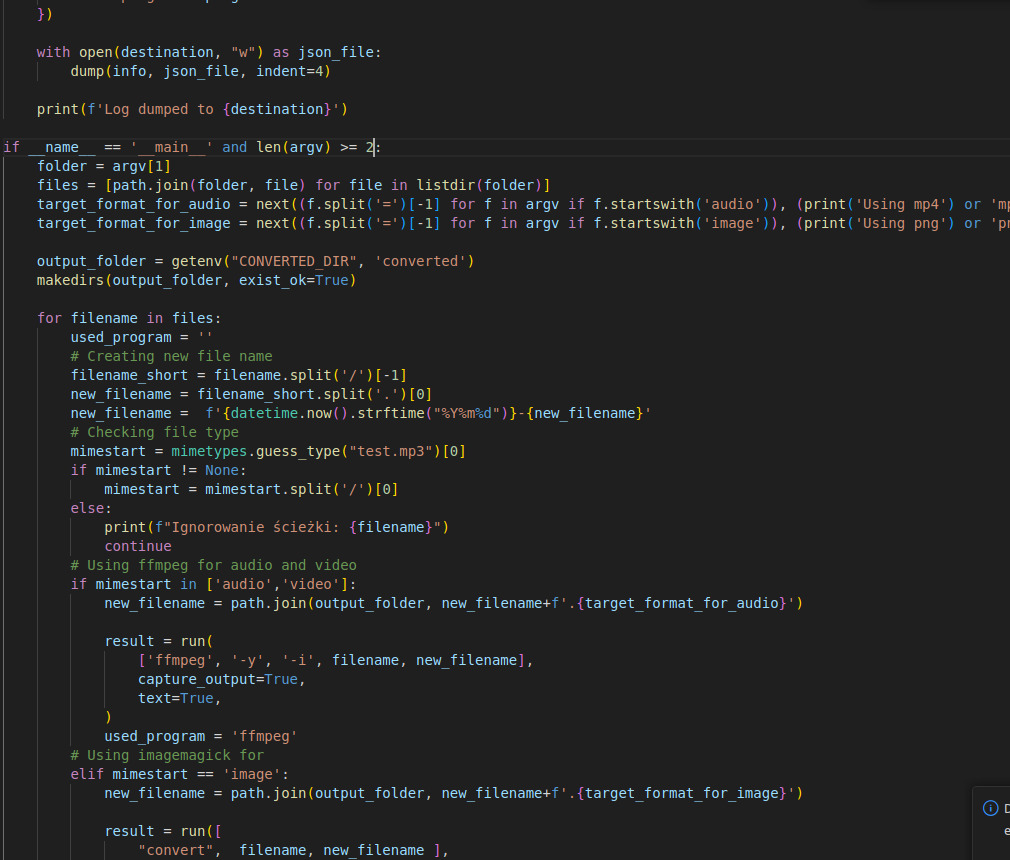 })
with open(destination, "w") as json_file:
dump(info, json_file, indent=4)
print(f'Log dumped to {destination}')
if __name__ == '__main__' and len(argv) >= 2:
folder = argv[1]
files = [path.join(folder, file) for file in listdir(folder)]
target_format_for_audio = next((f.split('=')[-1] for f in argv if f.startswith('audio')), (print('Using mp4') or 'mp
target_format_for_image = next((f.split('=')[-1] for f in argv if f.startswith('image')), (print('Using png') or 'pn
output_folder = getenv("CONVERTED_DIR", 'converted')
makedirs(output_folder, exist_ok=True)
for filename in files:
used_program = ''
# Creating new file name
filename_short = filename.split('/')[-1]
new_filename = filename_short.split('.')[0]
new_filename =  f'{datetime.now().strftime("%Y%m%d")}-{new_filename}'
# Checking file type
mimestart = mimetypes.guess_type("test.mp3")[0]
if mimestart != None:
mimestart = mimestart.split('/')[0]
else:
print(f"Ignorowanie ścieżki: {filename}")
continue
# Using ffmpeg for audio and video
if mimestart in ['audio','video']:
new_filename = path.join(output_folder, new_filename+f'.{target_format_for_audio}')
result = run(
['ffmpeg', '-y', '-i', filename, new_filename],
capture_output=True,
text=True,
)
used_program = 'ffmpeg'
# Using imagemagick for
elif mimestart == 'image':
new_filename = path.join(output_folder, new_filename+f'.{target_format_for_image}')
result = run([
"convert",  filename, new_filename ],